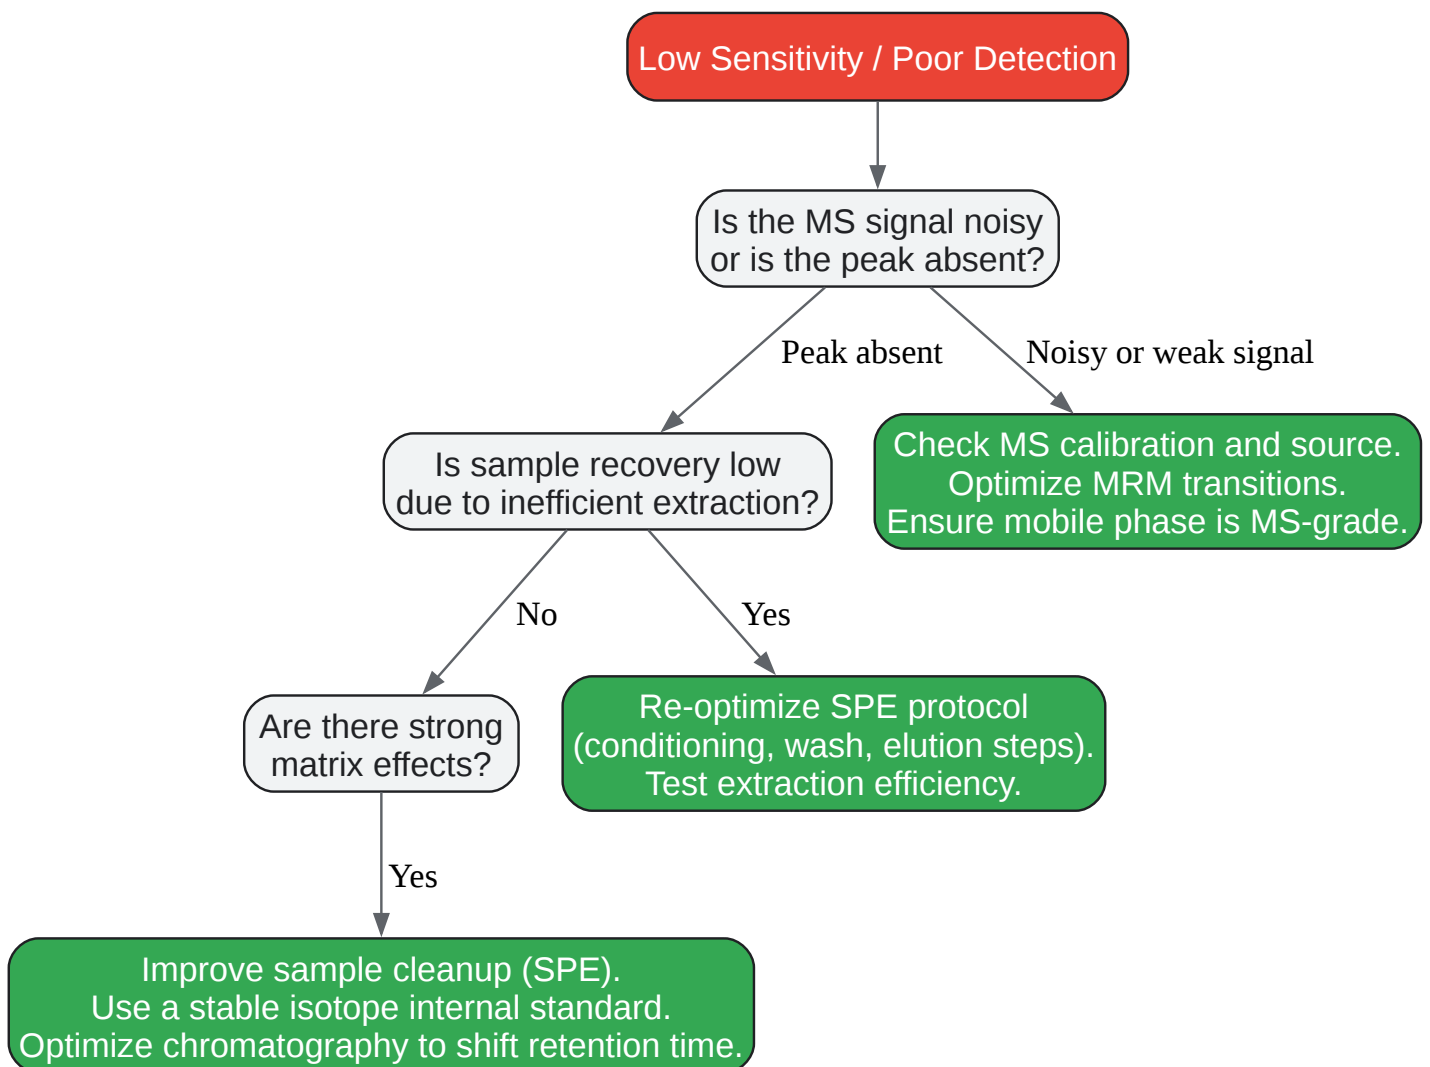 Low Sensitivity / Poor Detection
Is the MS signal noisy
or is the peak absent?
Peak absent
Noisy or weak signal
Is sample recovery low
due to inefficient extraction?
Check MS calibration and source.
Optimize MRM transitions.
Ensure mobile phase is MS-grade.
No
Yes
Are there strong
matrix effects?
Re-optimize SPE protocol
(conditioning, wash, elution steps).
Test extraction efficiency.
Yes
Improve sample cleanup (SPE).
Use a stable isotope internal standard.
Optimize chromatography to shift retention time.